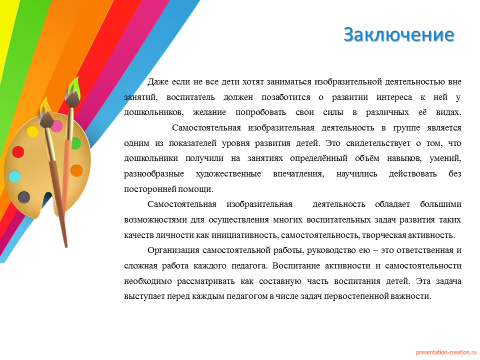 Заключение
Даже если не все дети хотят заниматься изобразительной деятельностью вне
занятий, воспитатель должен позаботится о развитии интереса к ней у
дошкольников, желание попробовать свои силы в различных её видах.
Самостоятельная изобразительная деятельность в группе является
одним из показателей уровня развития детей. Это свидетельствует о том, что
дошкольники получили на занятиях определённый объём навыков, умений,
разнообразные художественные впечатления, научились действовать без
посторонней помощи.
Самостоятельная изобразительная деятельность обладает большими
возможностями для осуществления многих воспитательных задач развития таких
качеств личности как инициативность, самостоятельность, творческая активность.
Организация самостоятельной работы, руководство ею – это ответственная и
сложная работа каждого педагога. Воспитание активности и самостоятельности
необходимо рассматривать как составную часть воспитания детей. Эта задача
выступает перед каждым педагогом в числе задач первостепенной важности.
presentation-creation.ru